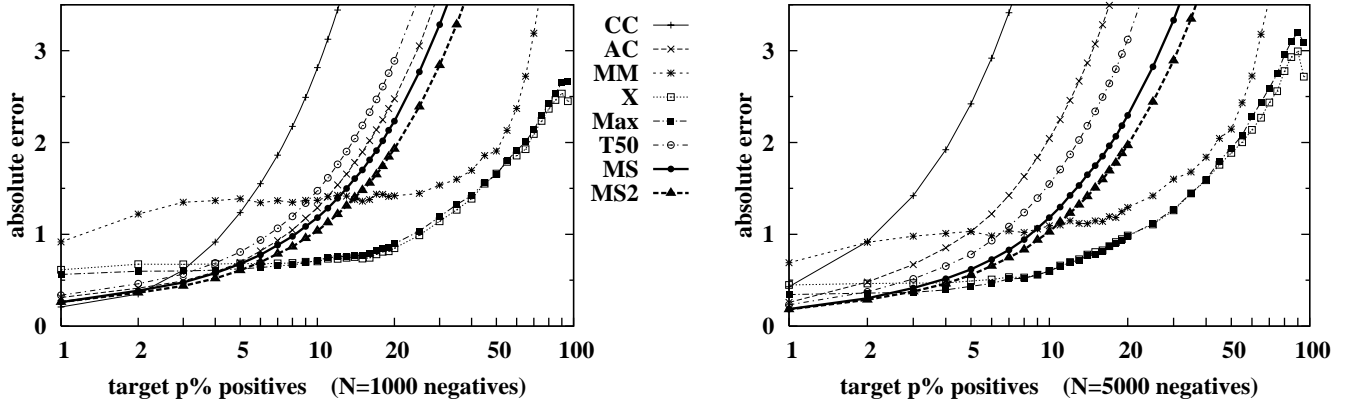 absolute error
3
2
1
0
1
2
5
10
20
50
100
target p% positives (N=1000 negatives)
CC
AC
MM
X
Max
T50
MS
MS2
absolute error
3
2
1
0
1
2
5
10
20
50
100
target p% positives (N=5000 negatives)